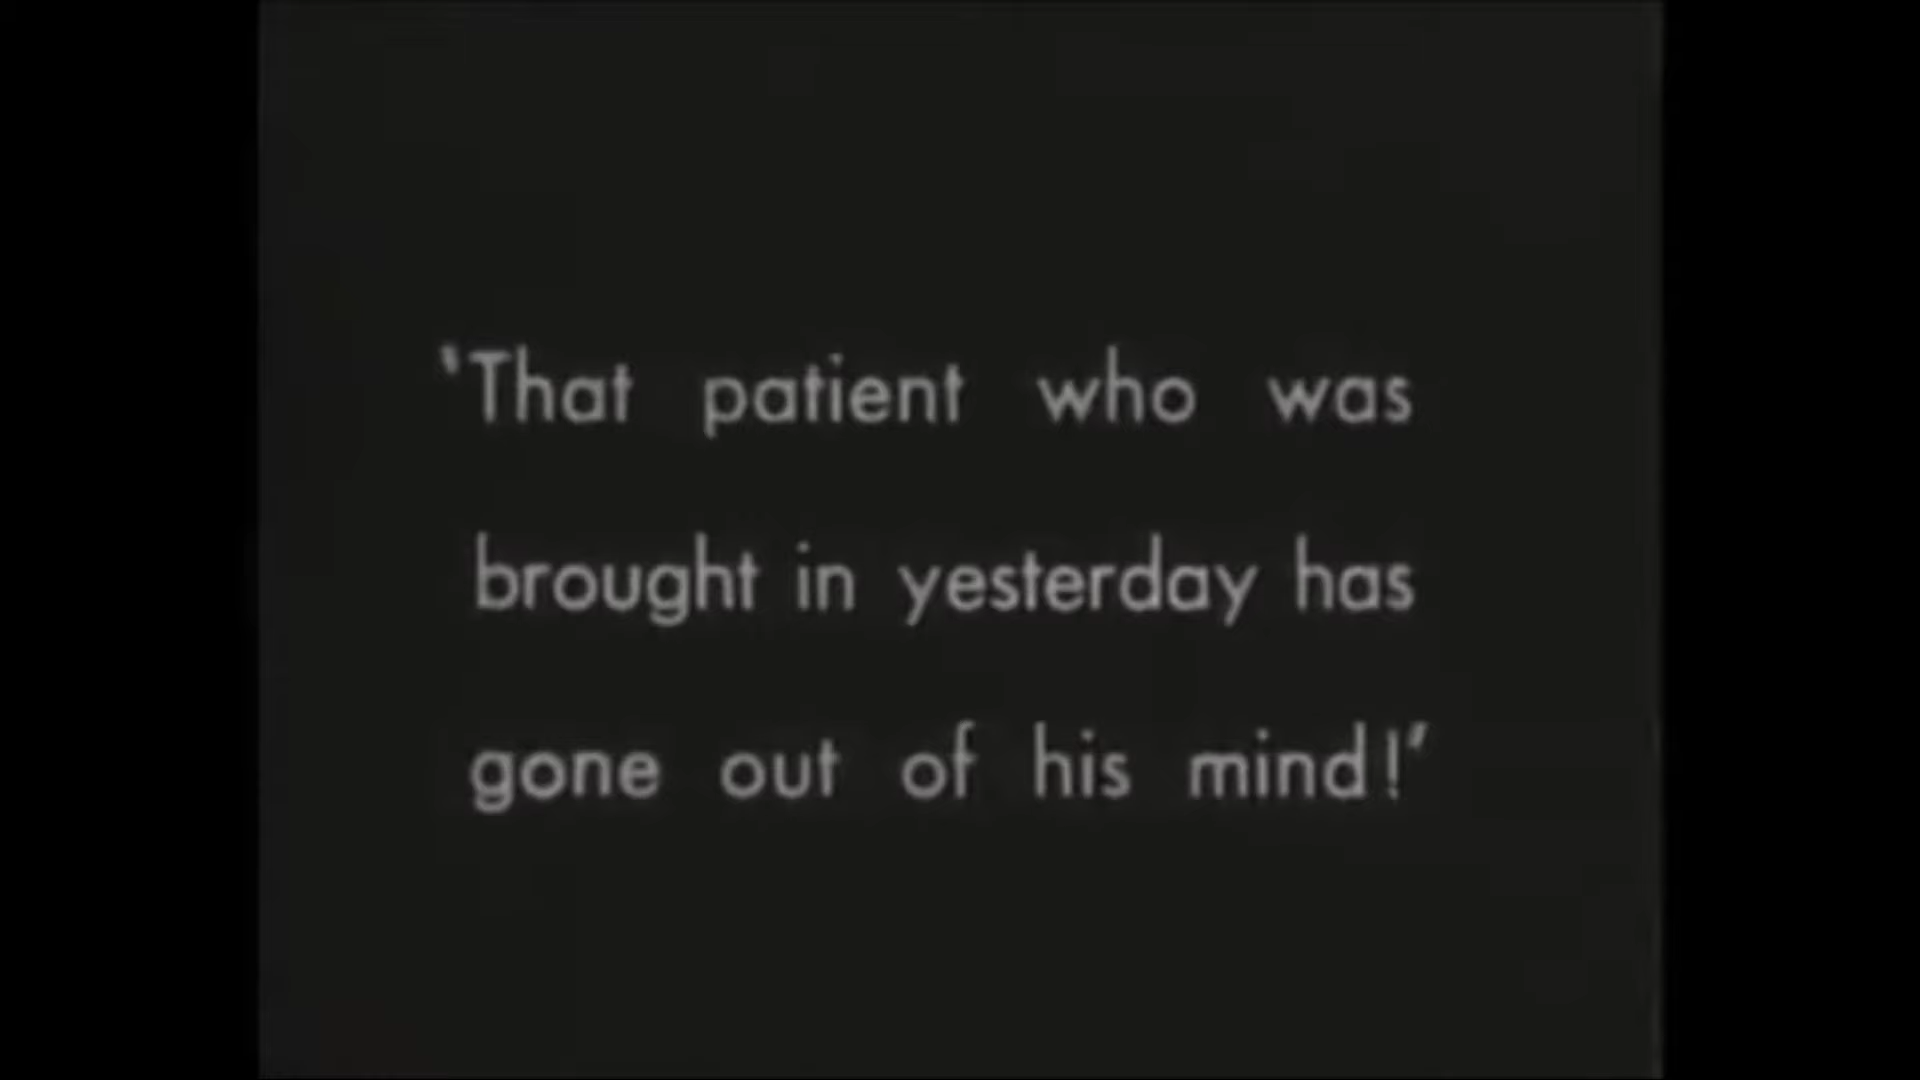 ‘That patient who was
brought in yesterday has
gone out of his mind!’